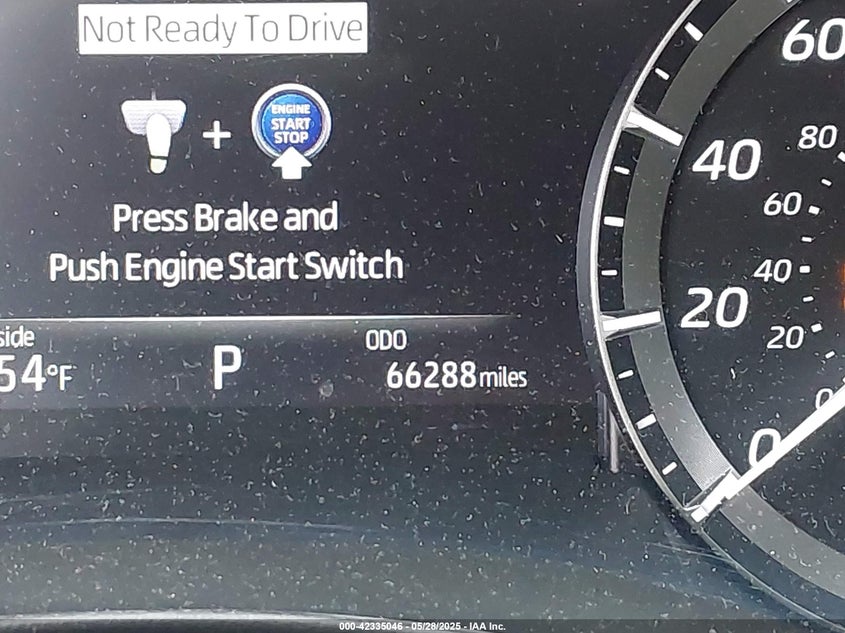 Not Ready To Drive
ENGINE
START
STOP
+
Press Brake and
Push Engine Start Switch
side
54°F
P
ODO
66288 miles
60
40
20
0
80
60
40
20
0
000-42335046 - 05/28/2025 - IAA Inc.